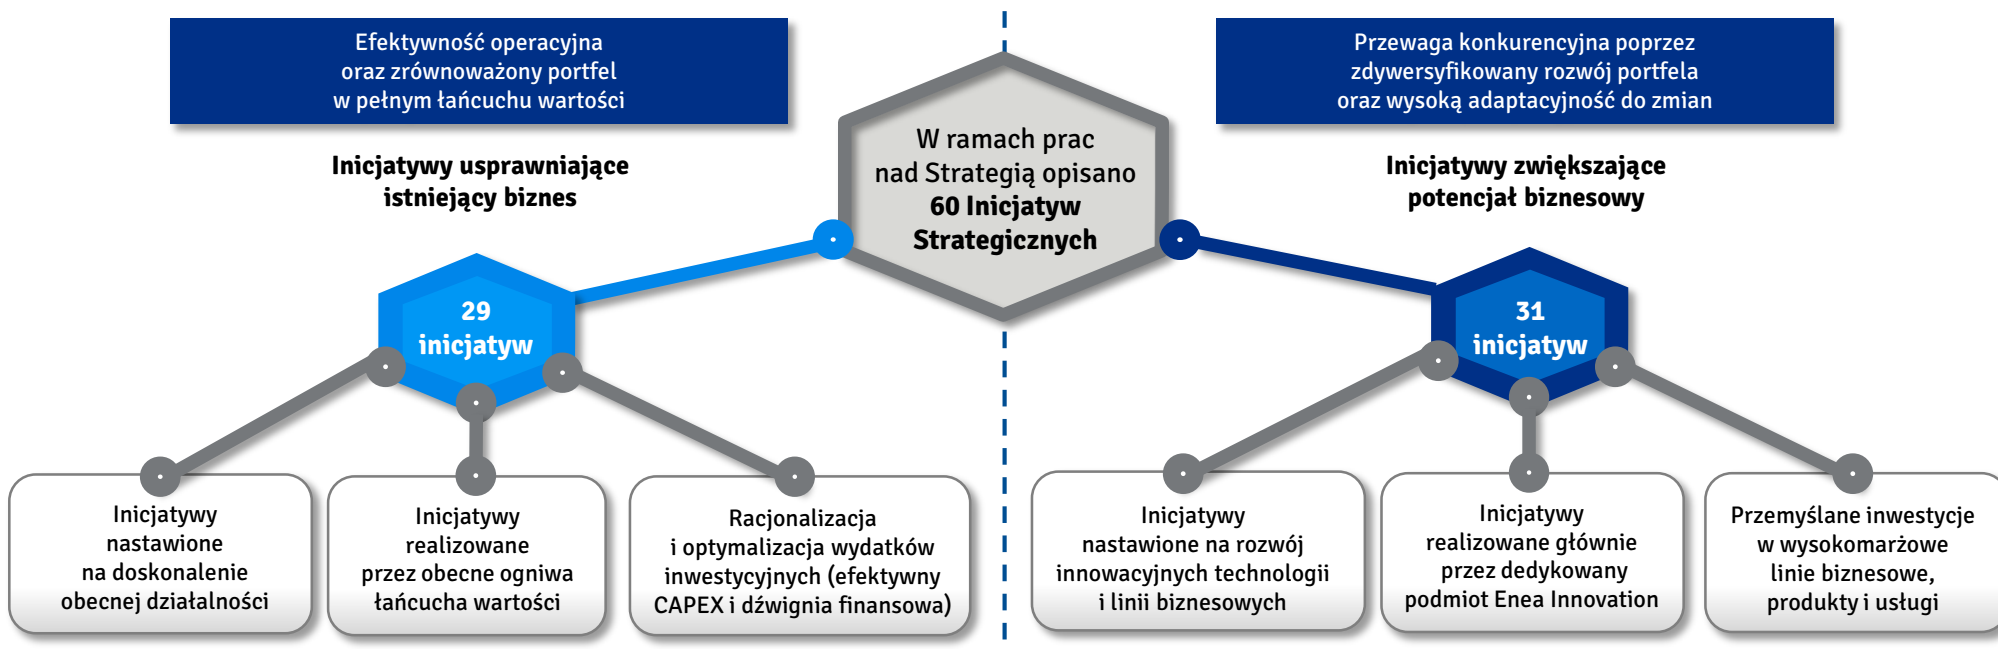 Efektywność operacyjna
oraz zrównoważony portfel
w pełnym łańcuchu wartości
Przewaga konkurencyjna poprzez
zdywersyfikowany rozwój portfela
oraz wysoką adaptacyjność do zmian
W ramach prac
nad Strategią opisano
60 Inicjatyw
Strategicznych
Inicjatywy usprawniające
istniejący biznes
Inicjatywy zwiększające
potencjał biznesowy
29
inicjatyw
31
inicjatyw
Inicjatywy
nastawione
na doskonalenie
obecnej działalności
Inicjatywy
realizowane
przez obecne ogniwa
łańcucha wartości
Racjonalizacja
i optymalizacja wydatków
inwestycyjnych (efektywny
CAPEX i dźwignia finansowa)
Inicjatywy
nastawione na rozwój
innowacyjnych technologii
i linii biznesowych
Inicjatywy
realizowane głównie
przez dedykowany
podmiot Enea Innovation
Przemyślane inwestycje
w wysokomarżowe
linie biznesowe,
produkty i usługi